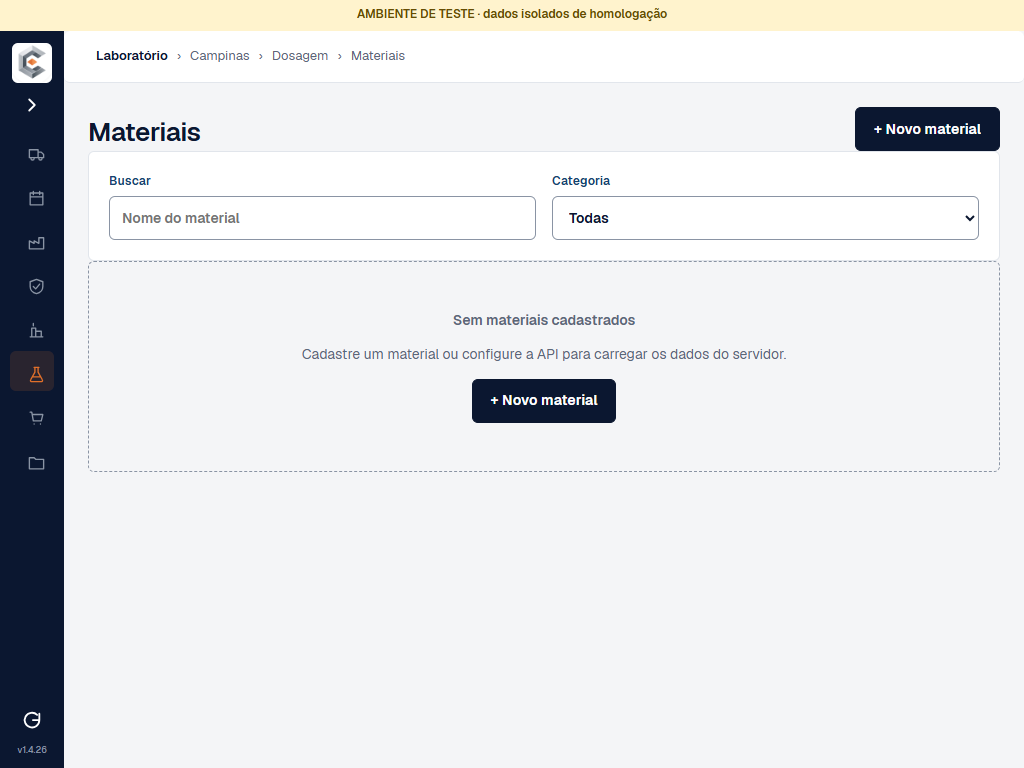 AMBIENTE DE TESTE · dados isolados de homologação
Laboratório › Campinas › Dosagem › Materiais
Materiais
+ Novo material
Buscar
Categoria
Nome do material
Todas
Sem materiais cadastrados
Cadastre um material ou configure a API para carregar os dados do servidor.
+ Novo material
v1.4.26